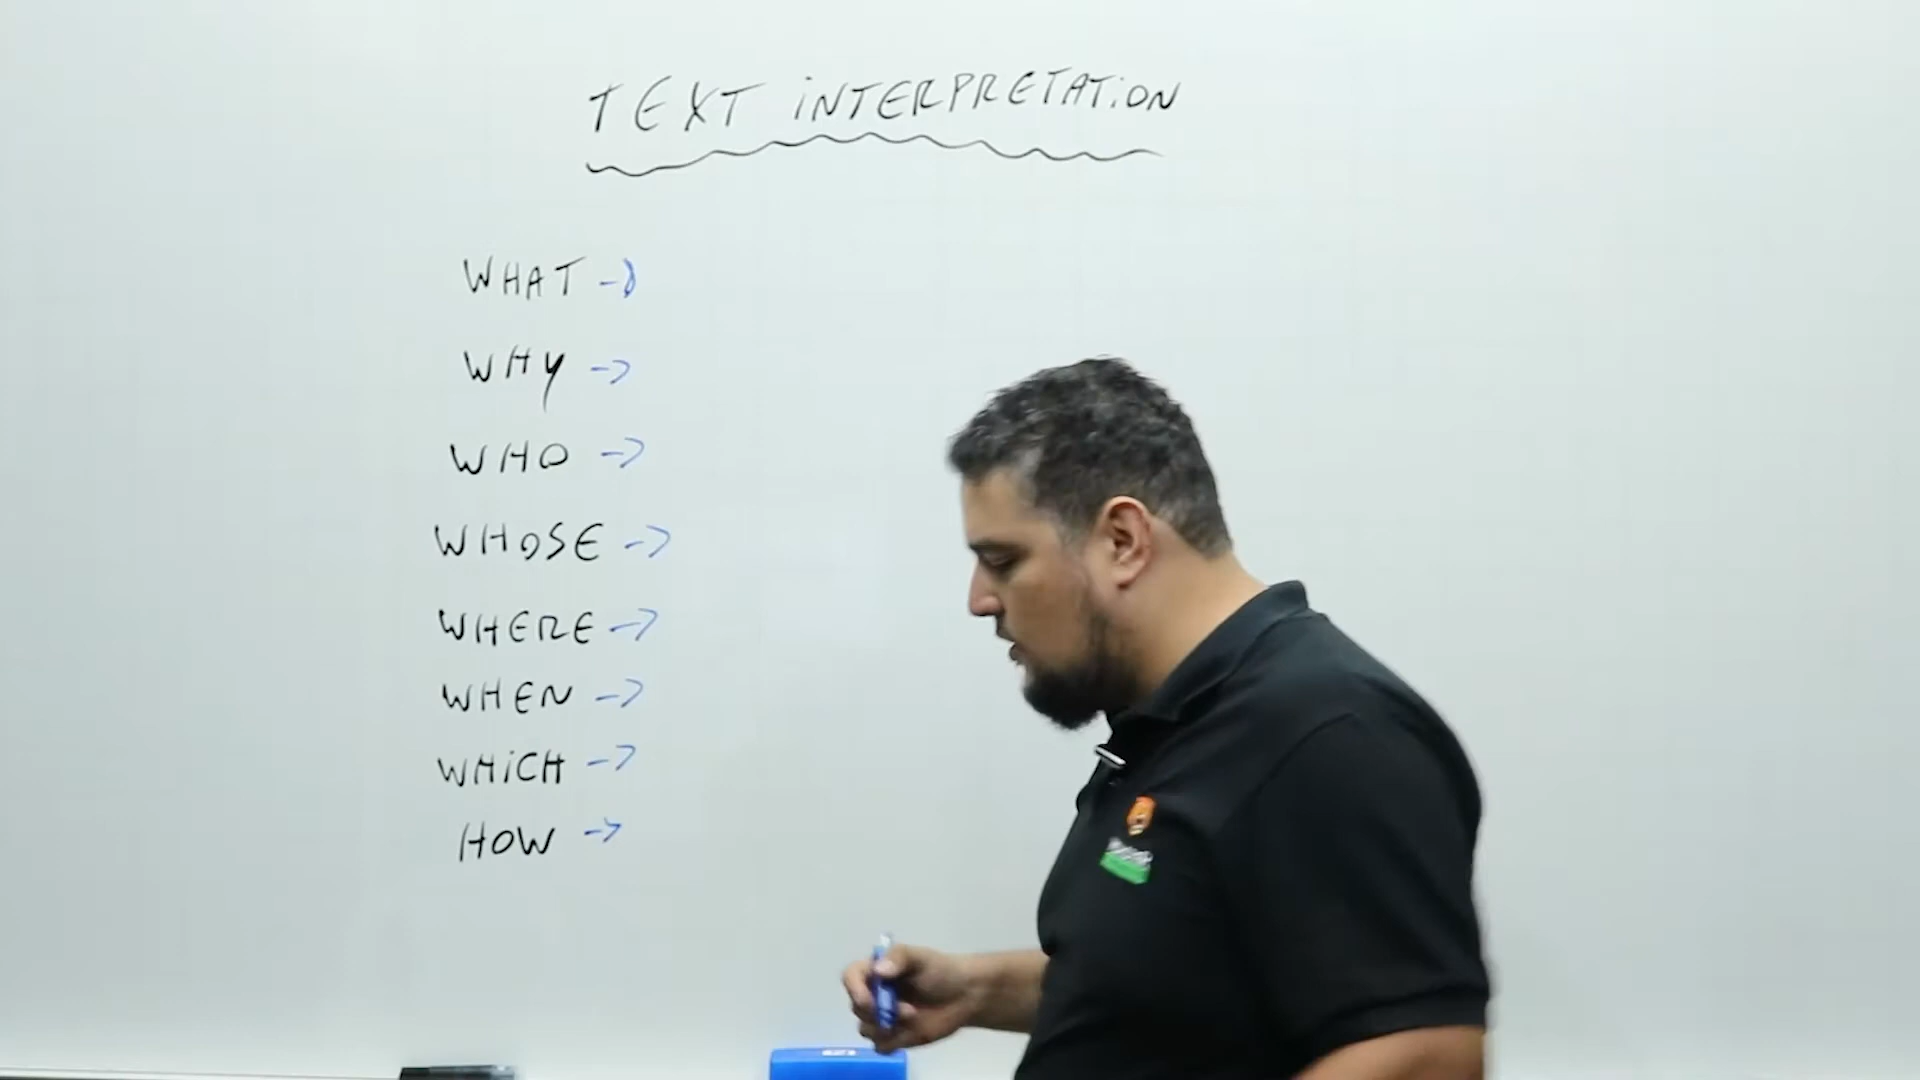 TEXT iNTERPRETATiON
WHAT →
WHY →
WHO →
WHOSE →
WHERE →
WHEN →
WHiCH →
HOW →